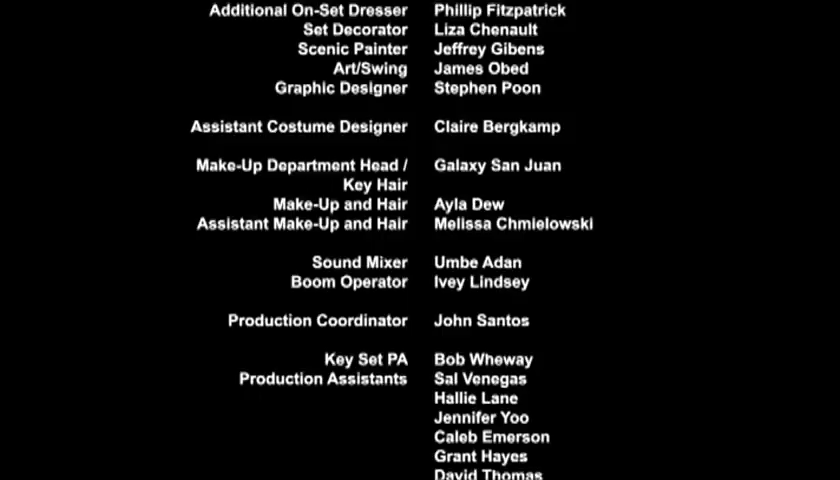 Additional On-Set Dresser Phillip Fitzpatrick
Set Decorator Liza Chenault
Scenic Painter Jeffrey Gibens
Art/Swing James Obed
Graphic Designer Stephen Poon
Assistant Costume Designer Claire Bergkamp
Make-Up Department Head / Galaxy San Juan
Key Hair
Make-Up and Hair Ayla Dew
Assistant Make-Up and Hair Melissa Chmielowski
Sound Mixer Umbe Adan
Boom Operator Ivey Lindsey
Production Coordinator John Santos
Key Set PA Bob Wheway
Production Assistants Sal Venegas
Hallie Lane
Jennifer Yoo
Caleb Emerson
Grant Hayes
David Thomas